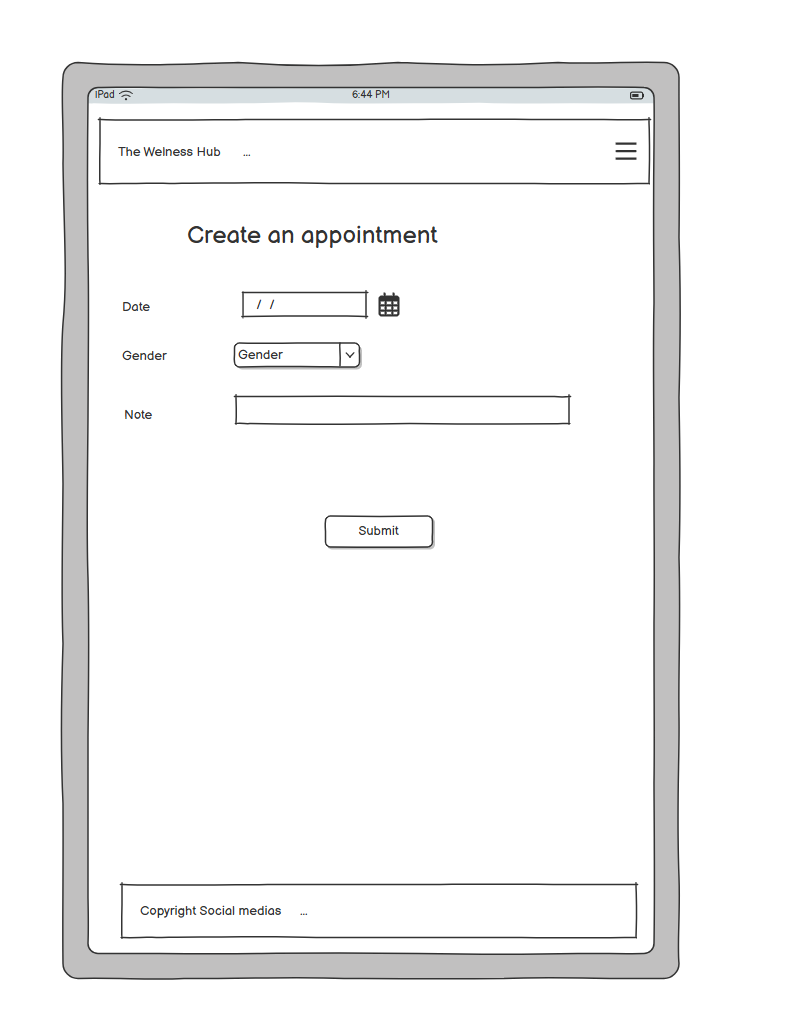 iPad 6:44 PM
The Welness Hub ...
Create an appointment
Date / /
Gender Gender
Note
Submit
Copyright Social medias ...